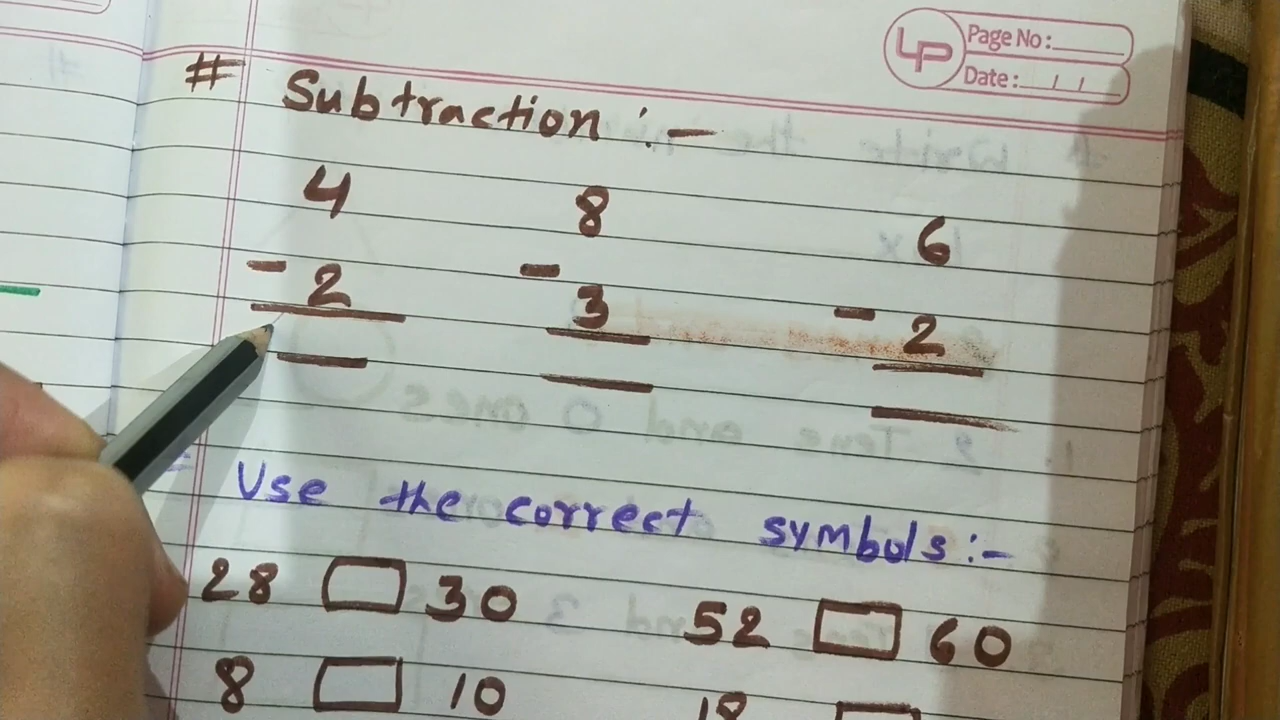 LP
Page No:
Date: / /
# Subtraction :-
4 8 6
- 2 - 3 - 2
Use the correct symbols:-
28 30 52 60
8 10 18